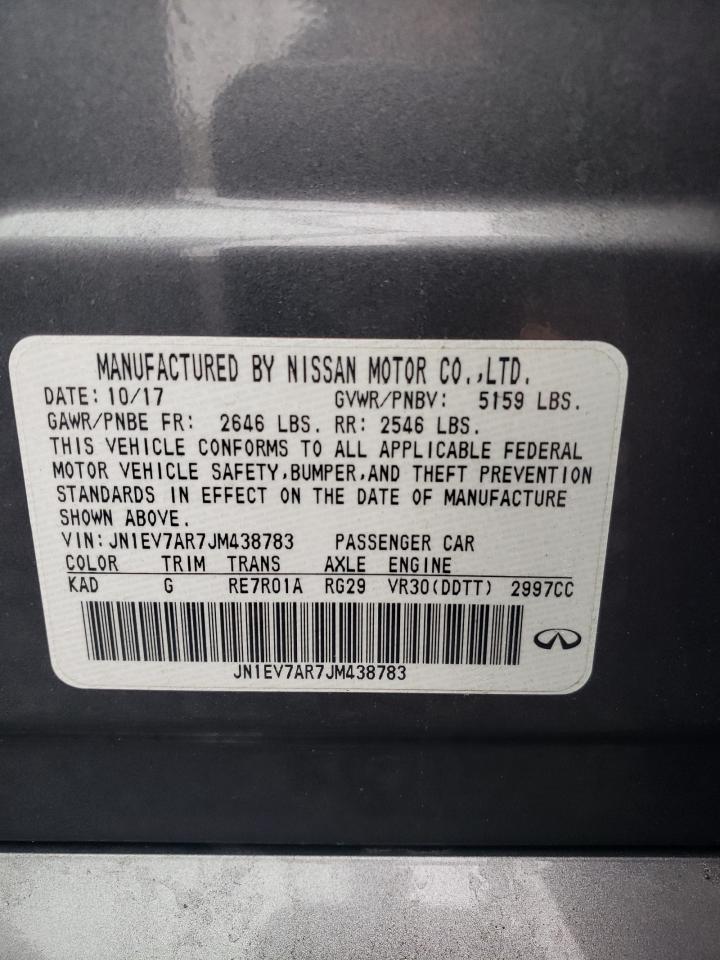 MANUFACTURED BY NISSAN MOTOR CO.,LTD.
DATE: 10/17 GVWR/PNBV: 5159 LBS.
GAWR/PNBE FR: 2646 LBS. RR: 2546 LBS.
THIS VEHICLE CONFORMS TO ALL APPLICABLE FEDERAL
MOTOR VEHICLE SAFETY,BUMPER,AND THEFT PREVENTION
STANDARDS IN EFFECT ON THE DATE OF MANUFACTURE
SHOWN ABOVE.
VIN:JN1EV7AR7JM438783 PASSENGER CAR
COLOR TRIM TRANS AXLE ENGINE
KAD G RE7R01A RG29 VR30(DDTT) 2997CC
JN1EV7AR7JM438783